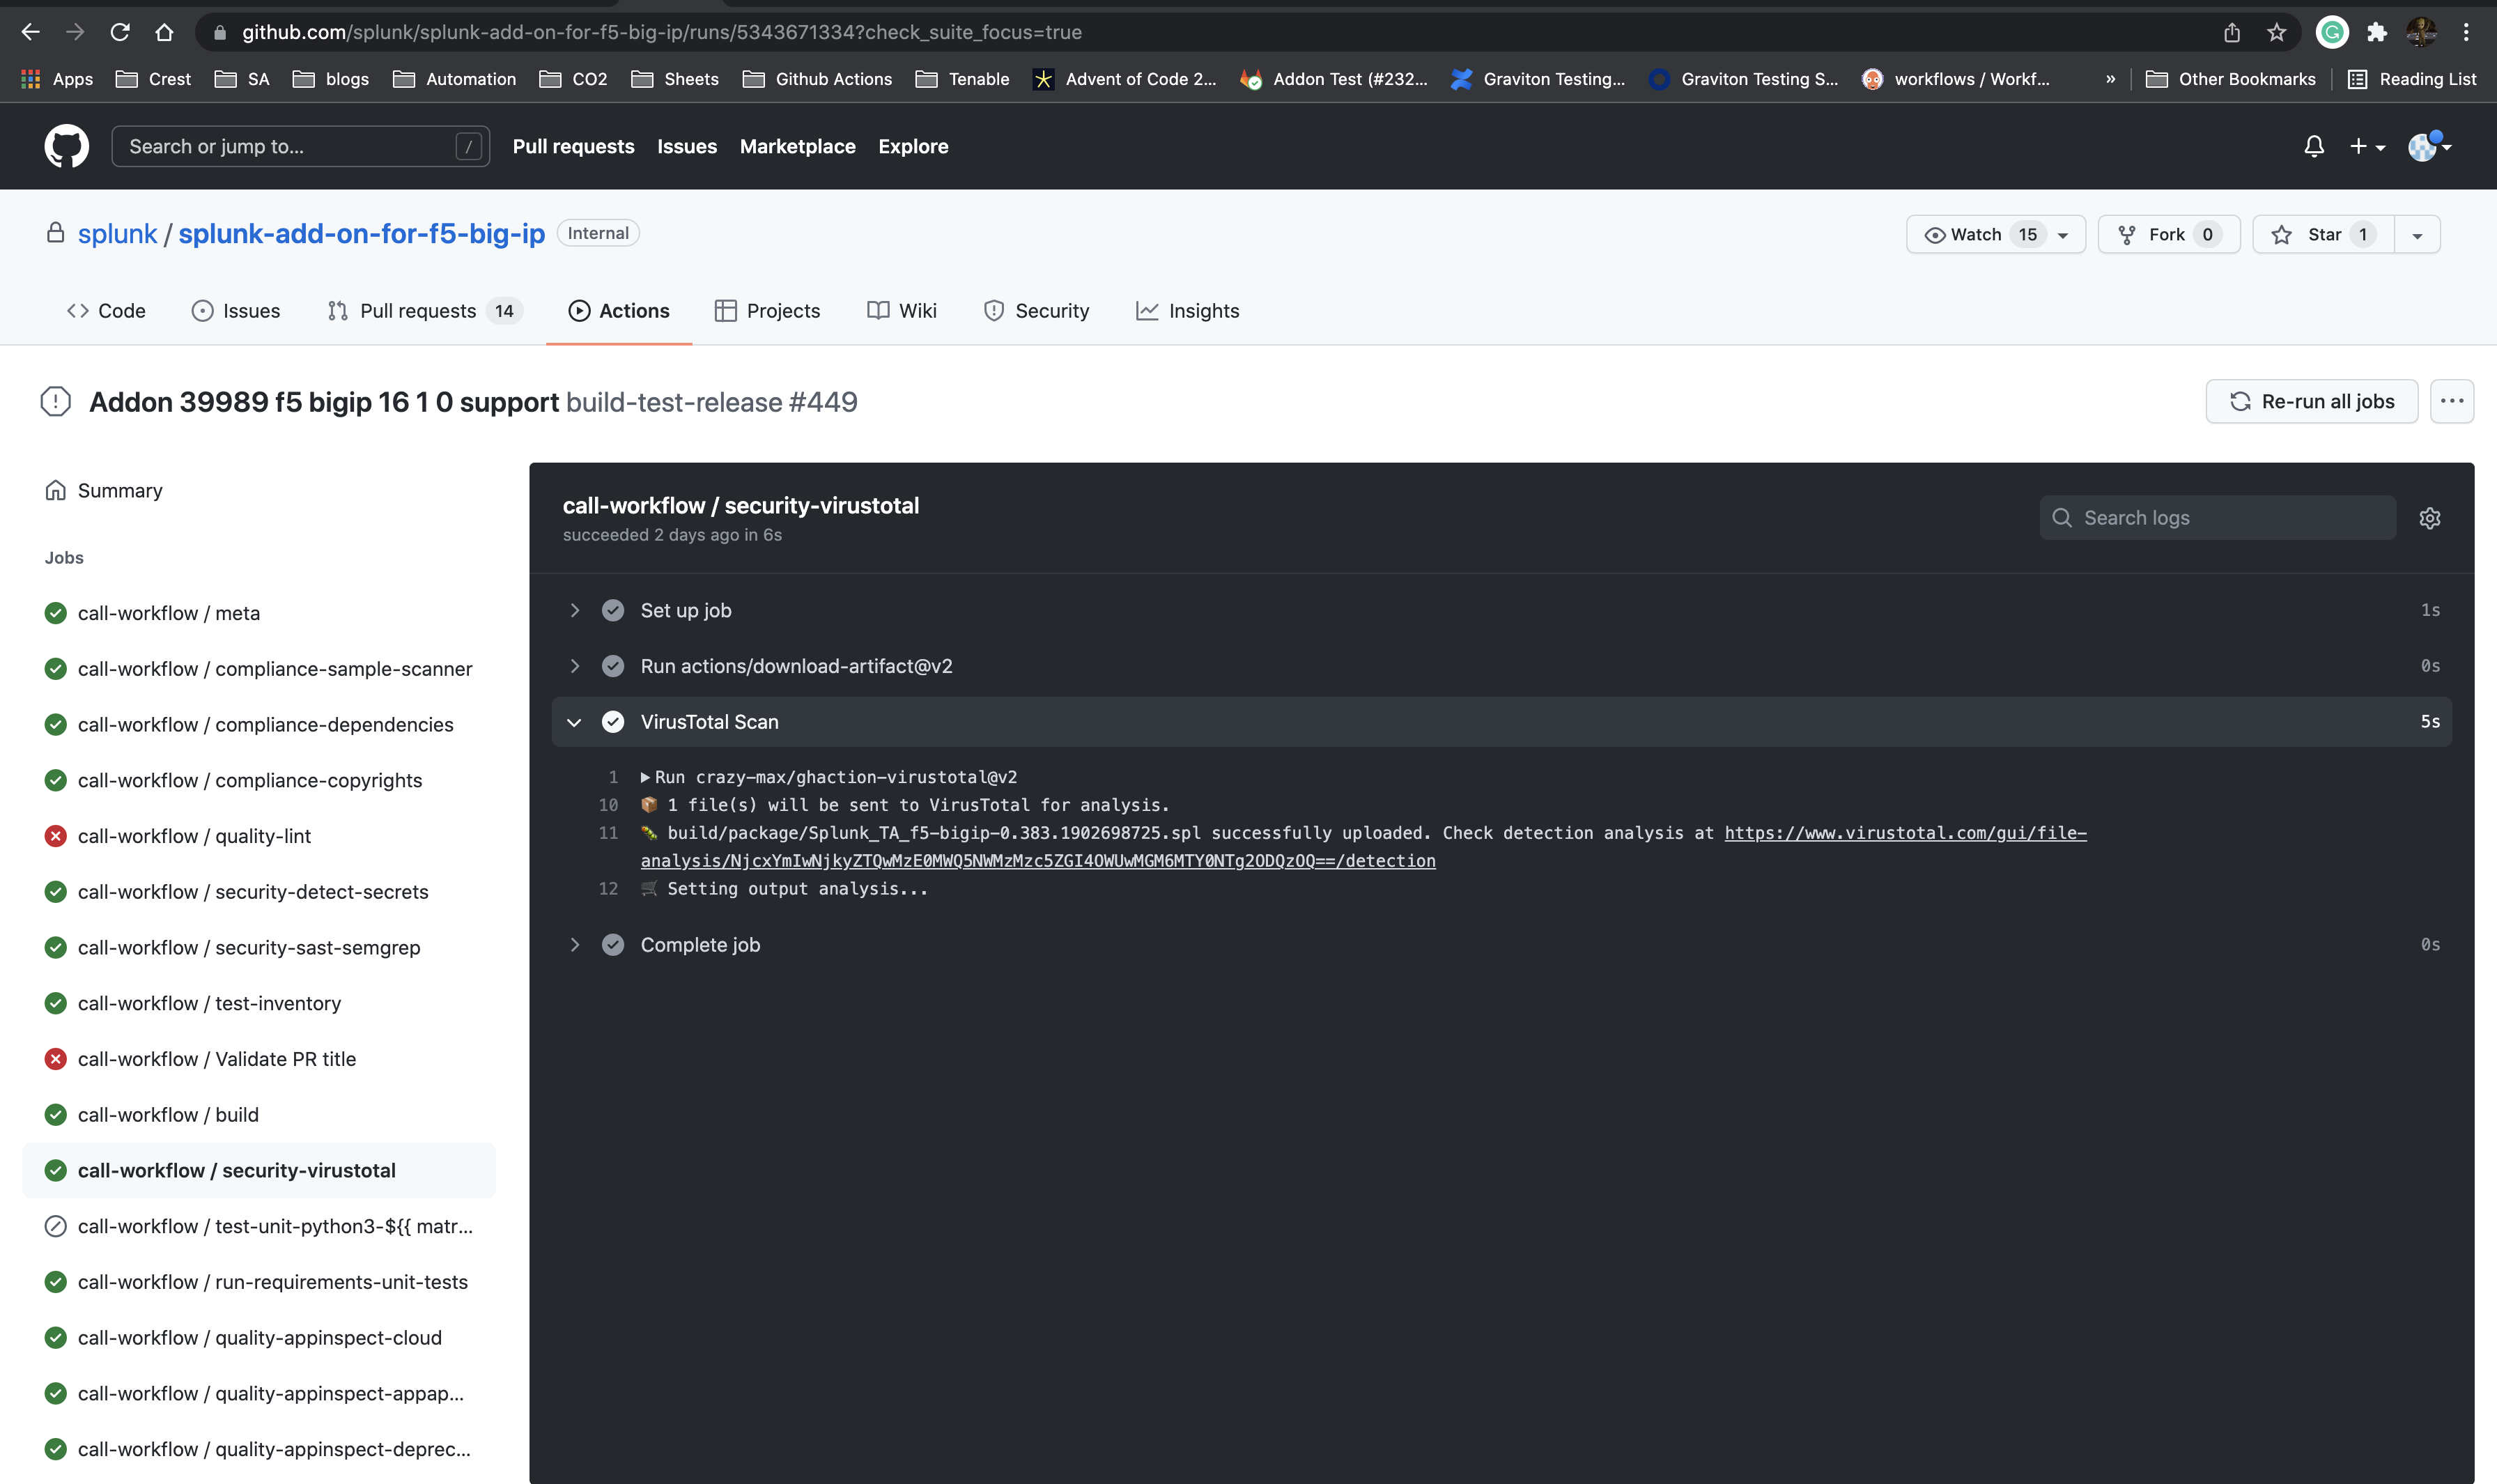 github.com/splunk/splunk-add-on-for-f5-big-ip/runs/5343671334?check_suite_focus=true
Apps Crest SA blogs Automation CO2 Sheets Github Actions Tenable Advent of Code 2... Addon Test (#232... Graviton Testing... Graviton Testing S... workflows / Workf... » Other Bookmarks Reading List
Search or jump to... / Pull requests Issues Marketplace Explore
splunk / splunk-add-on-for-f5-big-ip Internal Watch 15 Fork 0 Star 1
Code Issues Pull requests 14 Actions Projects Wiki Security Insights
Addon 39989 f5 bigip 16 1 0 support build-test-release #449 Re-run all jobs
Summary
Jobs
call-workflow / meta
call-workflow / compliance-sample-scanner
call-workflow / compliance-dependencies
call-workflow / compliance-copyrights
call-workflow / quality-lint
call-workflow / security-detect-secrets
call-workflow / security-sast-semgrep
call-workflow / test-inventory
call-workflow / Validate PR title
call-workflow / build
call-workflow / security-virustotal
call-workflow / test-unit-python3-${{ matr...
call-workflow / run-requirements-unit-tests
call-workflow / quality-appinspect-cloud
call-workflow / quality-appinspect-appap...
call-workflow / quality-appinspect-deprec...
call-workflow / security-virustotal
succeeded 2 days ago in 6s
Search logs
Set up job 1s
Run actions/download-artifact@v2 0s
VirusTotal Scan 5s
1 Run crazy-max/ghaction-virustotal@v2
10 1 file(s) will be sent to VirusTotal for analysis.
11 build/package/Splunk_TA_f5-bigip-0.383.1902698725.spl successfully uploaded. Check detection analysis at https://www.virustotal.com/gui/file-
analysis/NjcxYmIwNjkyZTQwMzE0MWQ5NWMzMzc5ZGI4OWUwMGM6MTY0NTg2ODQzOQ==/detection
12 Setting output analysis...
Complete job 0s